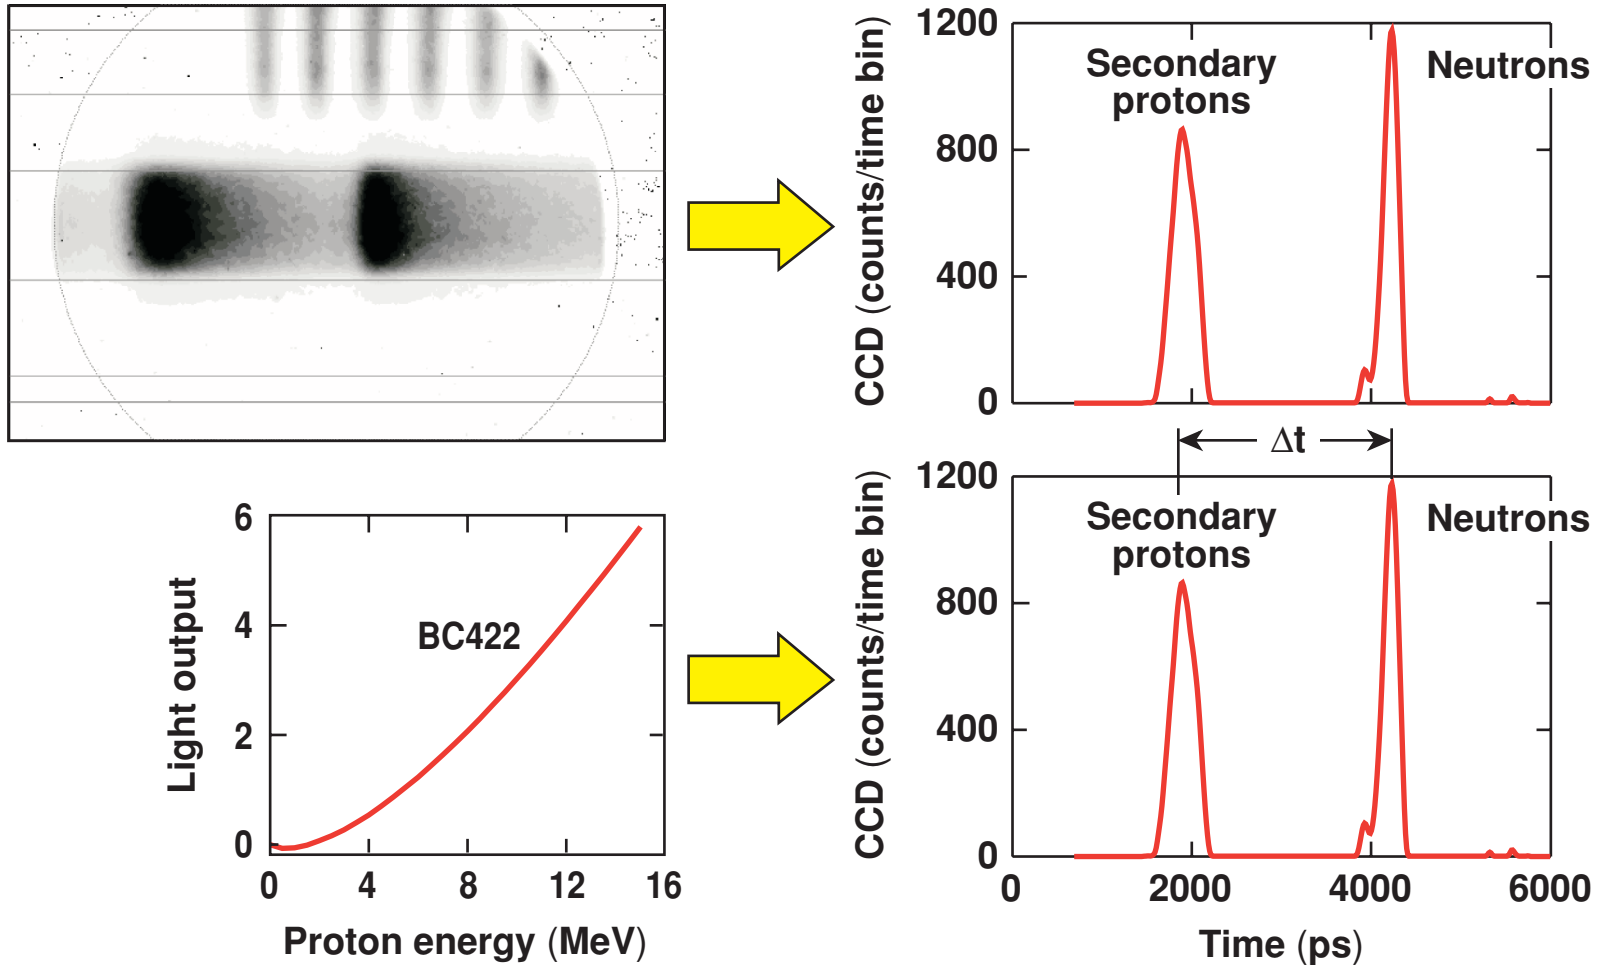 1200
800
400
0
CCD (counts/time bin)
Secondary
protons
Neutrons
Δt
6
4
2
0
Light output
BC422
0 4 8 12 16
Proton energy (MeV)
1200
800
400
0
CCD (counts/time bin)
Secondary
protons
Neutrons
0 2000 4000 6000
Time (ps)